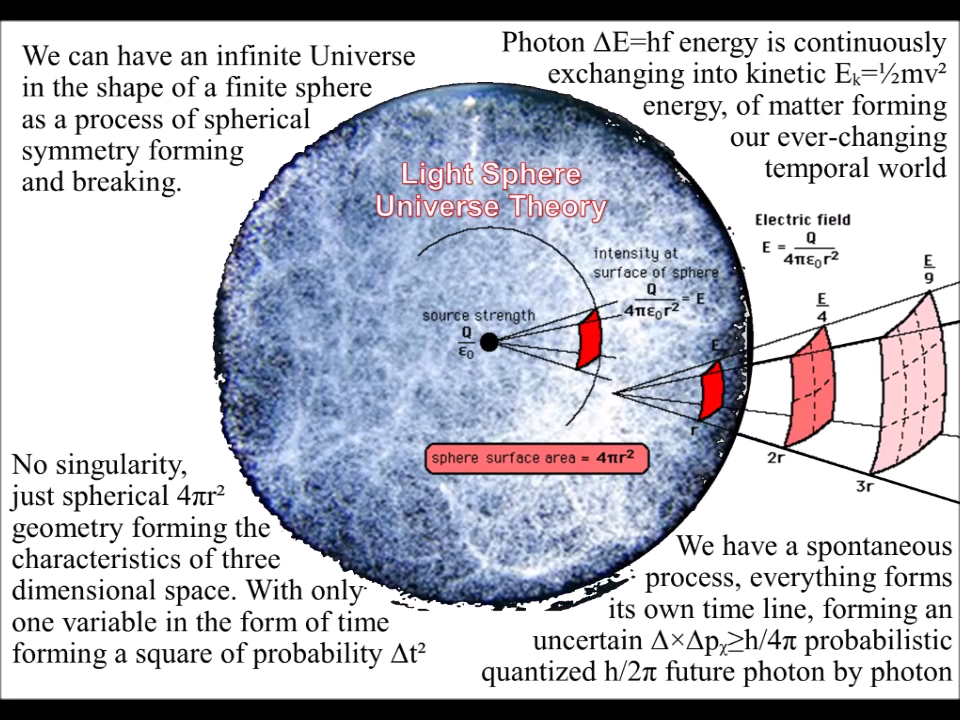 We can have an infinite Universe
in the shape of a finite sphere
as a process of spherical
symmetry forming
and breaking.
Photon ΔE=hf energy is continuously
exchanging into kinetic Eₖ=½mv²
energy, of matter forming
our ever-changing
temporal world
Light Sphere
Universe Theory
Electric field
E = Q
4πε₀r²
intensity at
surface of sphere
Q
4πε₀r² = E
source strength
Q
ε₀
E
E
4
E
9
r
2r
3r
sphere surface area = 4πr²
No singularity,
just spherical 4πr²
geometry forming the
characteristics of three
dimensional space. With only
one variable in the form of time
forming a square of probability Δt²
We have a spontaneous
process, everything forms
its own time line, forming an
uncertain Δ×Δpᵪ≥h/4π probabilistic
quantized h/2π future photon by photon